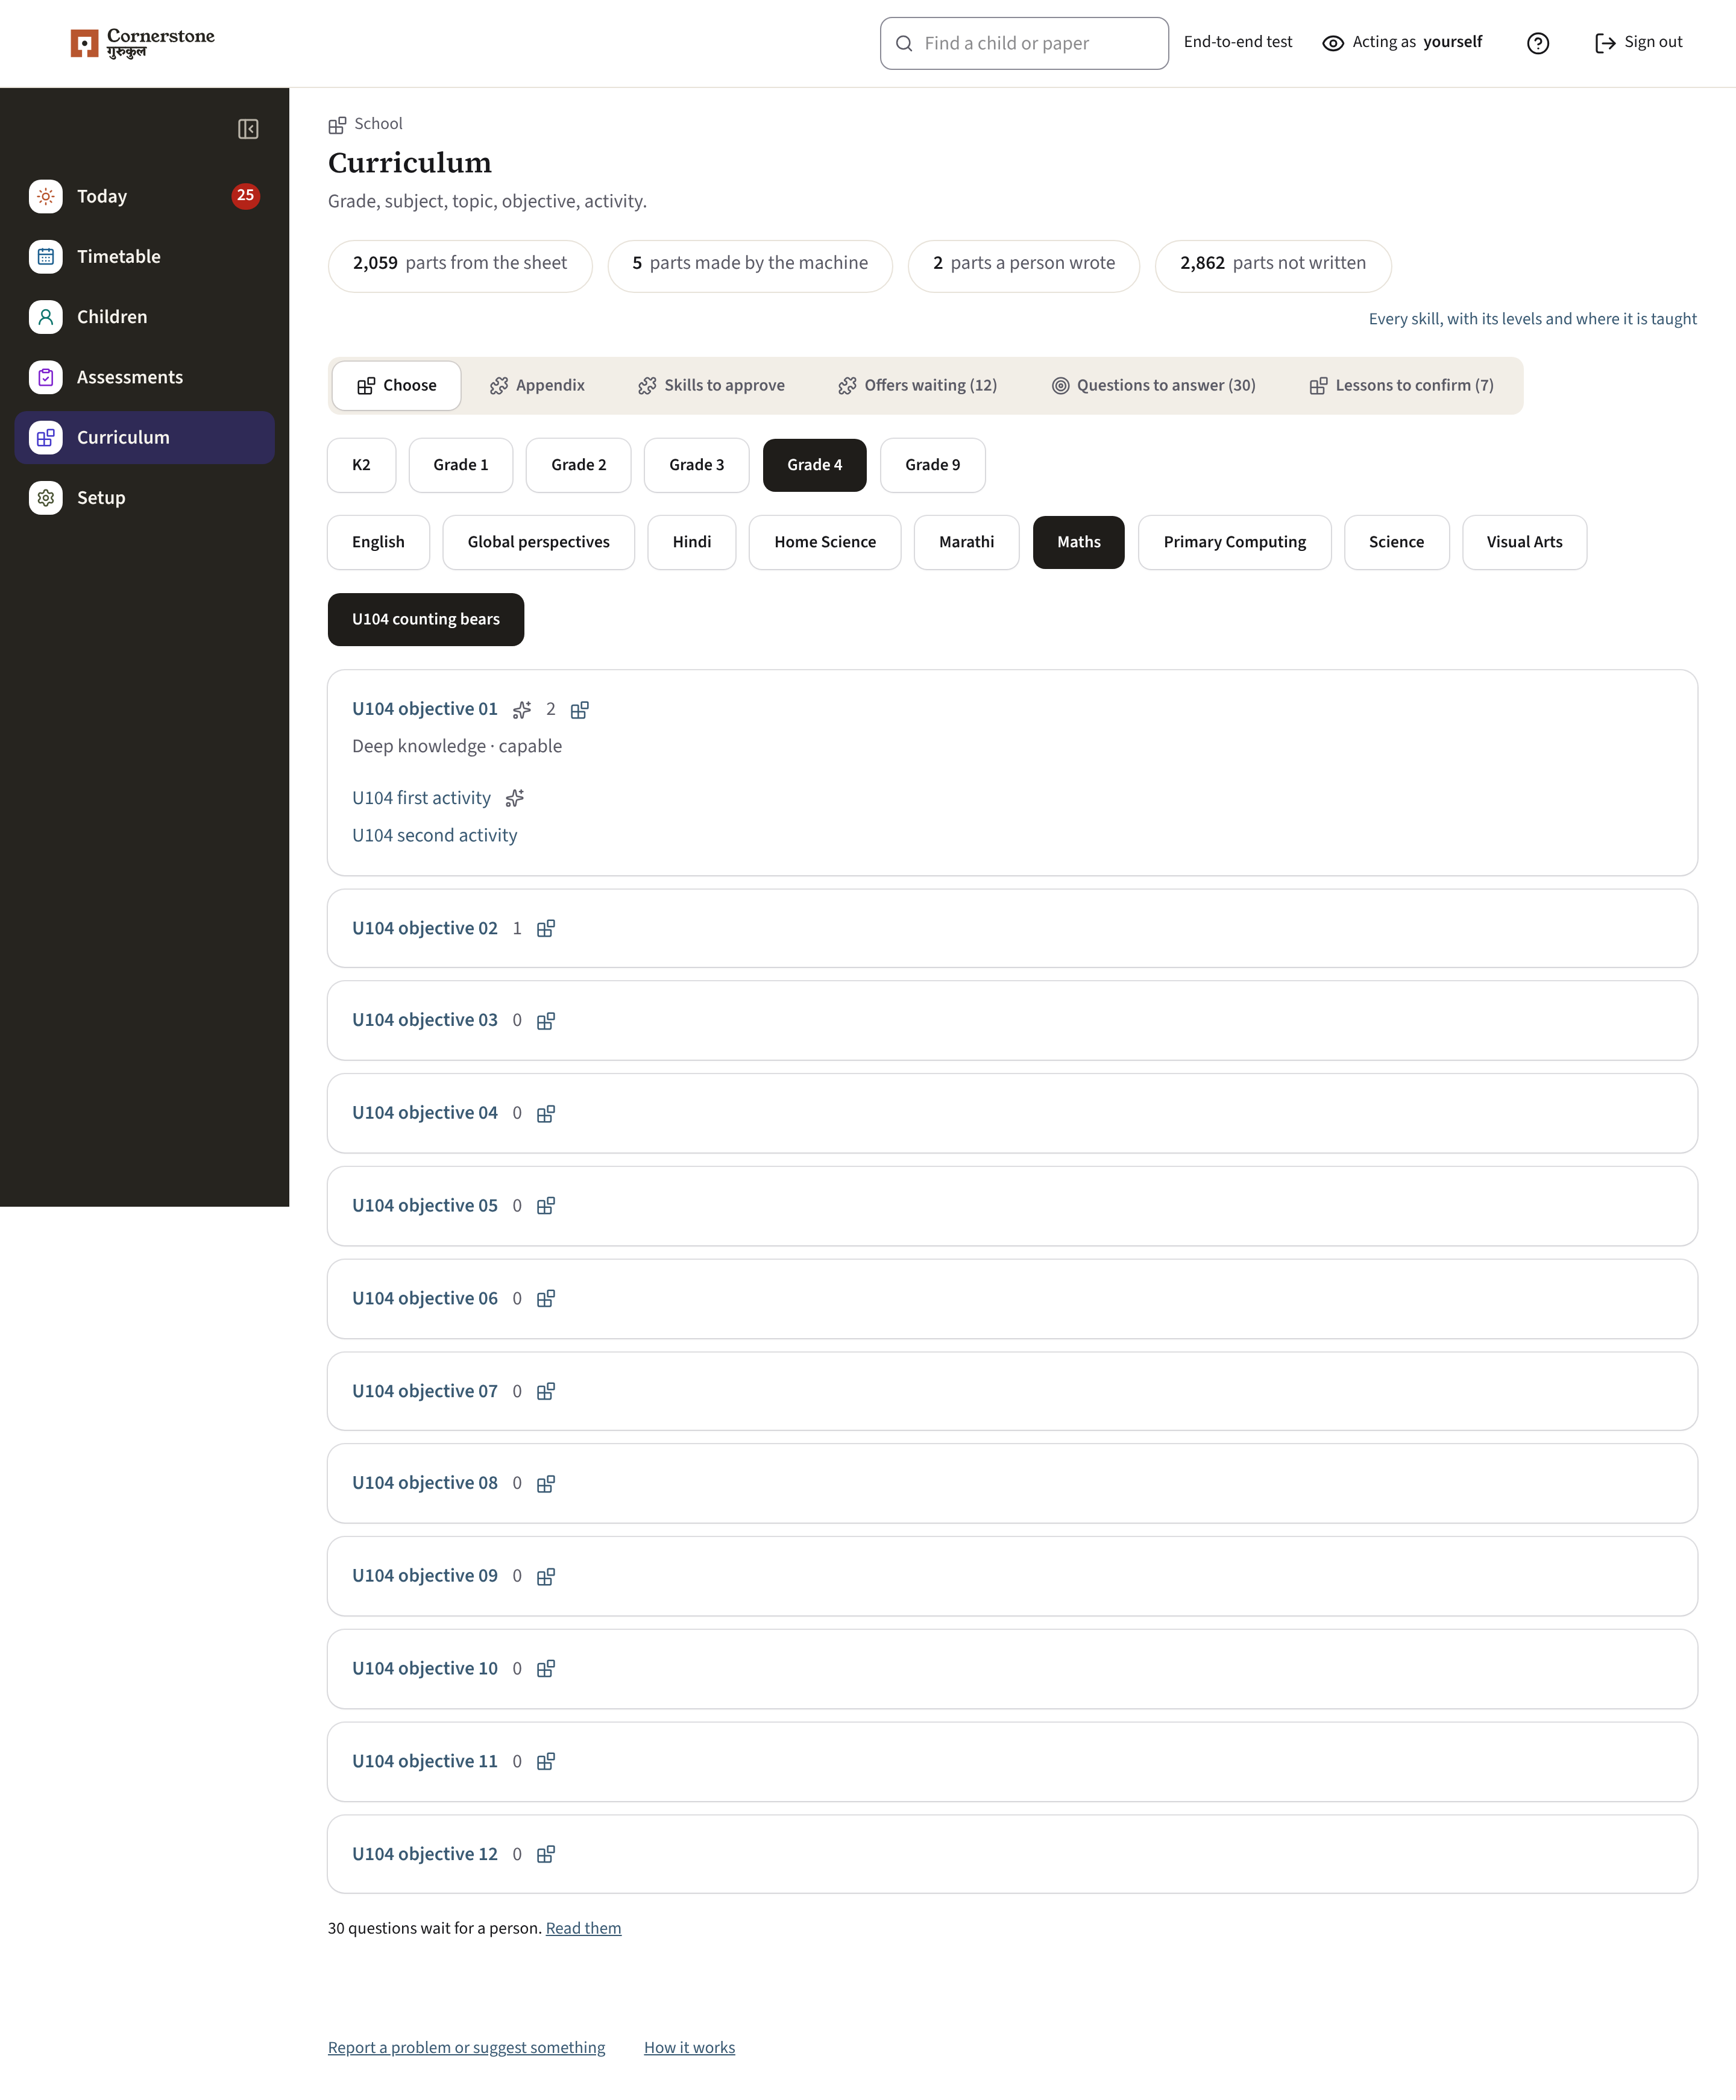 Cornerstone
गुरुकुल
Find a child or paper
End-to-end test
Acting as yourself
Sign out
Today 25
Timetable
Children
Assessments
Curriculum
Setup
School
Curriculum
Grade, subject, topic, objective, activity.
2,059 parts from the sheet
5 parts made by the machine
2 parts a person wrote
2,862 parts not written
Every skill, with its levels and where it is taught
Choose
Appendix
Skills to approve
Offers waiting (12)
Questions to answer (30)
Lessons to confirm (7)
K2
Grade 1
Grade 2
Grade 3
Grade 4
Grade 9
English
Global perspectives
Hindi
Home Science
Marathi
Maths
Primary Computing
Science
Visual Arts
U104 counting bears
U104 objective 01 2
Deep knowledge · capable
U104 first activity
U104 second activity
U104 objective 02 1
U104 objective 03 0
U104 objective 04 0
U104 objective 05 0
U104 objective 06 0
U104 objective 07 0
U104 objective 08 0
U104 objective 09 0
U104 objective 10 0
U104 objective 11 0
U104 objective 12 0
30 questions wait for a person. Read them
Report a problem or suggest something
How it works